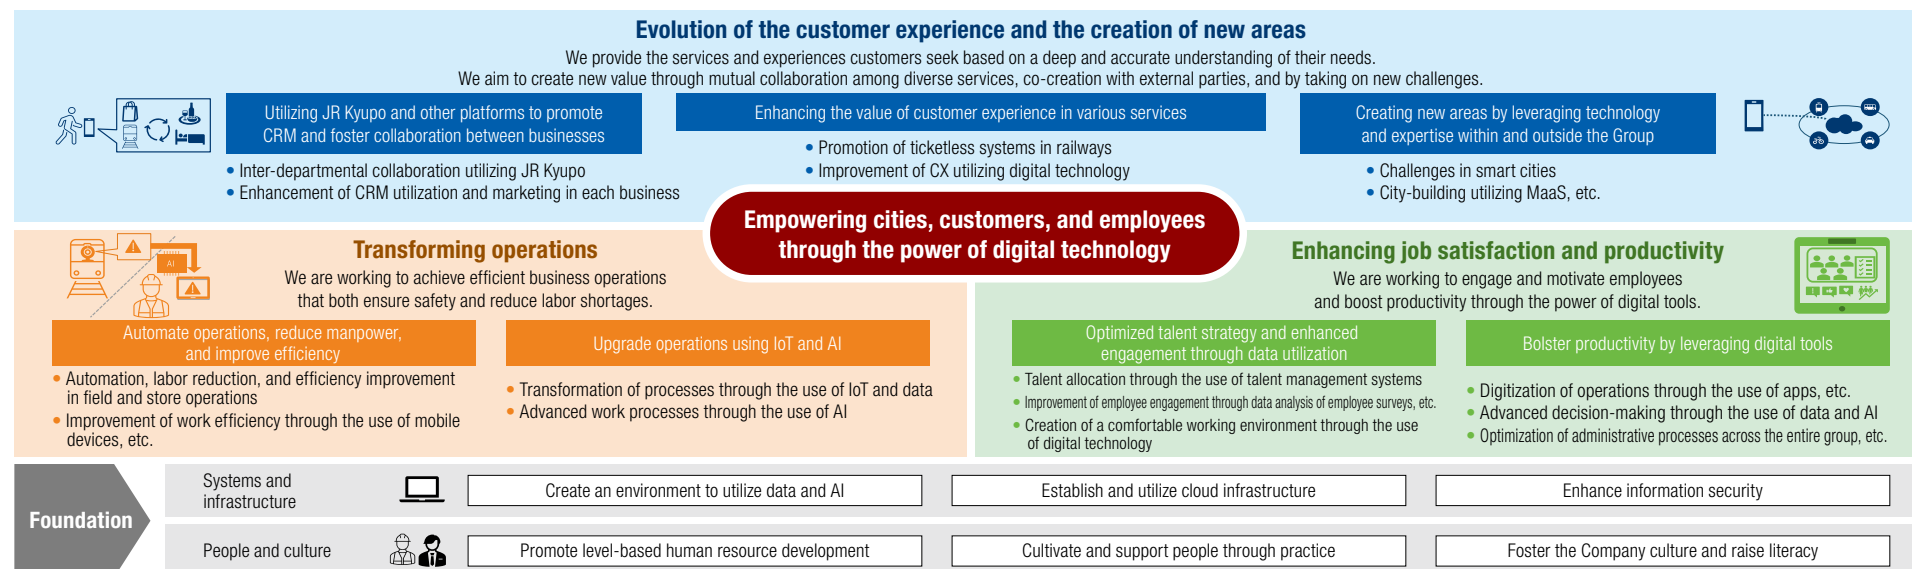 Evolution of the customer experience and the creation of new areas
We provide the services and experiences customers seek based on a deep and accurate understanding of their needs.
We aim to create new value through mutual collaboration among diverse services, co-creation with external parties, and by taking on new challenges.
Utilizing JR Kyupo and other platforms to promote
CRM and foster collaboration between businesses
• Inter-departmental collaboration utilizing JR Kyupo
• Enhancement of CRM utilization and marketing in each business
Enhancing the value of customer experience in various services
• Promotion of ticketless systems in railways
• Improvement of CX utilizing digital technology
Creating new areas by leveraging technology
and expertise within and outside the Group
• Challenges in smart cities
• City-building utilizing MaaS, etc.
Empowering cities, customers, and employees
through the power of digital technology
AI
Transforming operations
We are working to achieve efficient business operations
that both ensure safety and reduce labor shortages.
Automate operations, reduce manpower,
and improve efficiency
• Automation, labor reduction, and efficiency improvement
in field and store operations
• Improvement of work efficiency through the use of mobile
devices, etc.
Upgrade operations using IoT and AI
• Transformation of processes through the use of IoT and data
• Advanced work processes through the use of AI
Enhancing job satisfaction and productivity
We are working to engage and motivate employees
and boost productivity through the power of digital tools.
Optimized talent strategy and enhanced
engagement through data utilization
• Talent allocation through the use of talent management systems
• Improvement of employee engagement through data analysis of employee surveys, etc.
• Creation of a comfortable working environment through the use
of digital technology
Bolster productivity by leveraging digital tools
• Digitization of operations through the use of apps, etc.
• Advanced decision-making through the use of data and AI
• Optimization of administrative processes across the entire group, etc.
Foundation
Systems and
infrastructure
Create an environment to utilize data and AI
Establish and utilize cloud infrastructure
Enhance information security
People and culture
Promote level-based human resource development
Cultivate and support people through practice
Foster the Company culture and raise literacy